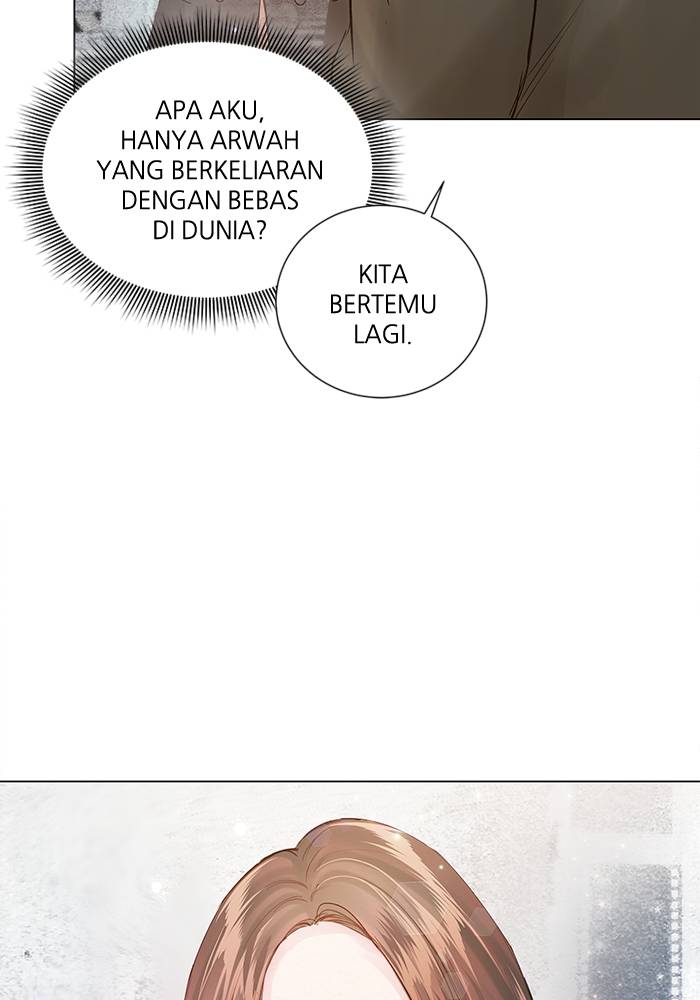 APA AKU,
HANYA ARWAH
YANG BERKELIARAN
DENGAN BEBAS
DI DUNIA?
KITA
BERTEMU
LAGI.